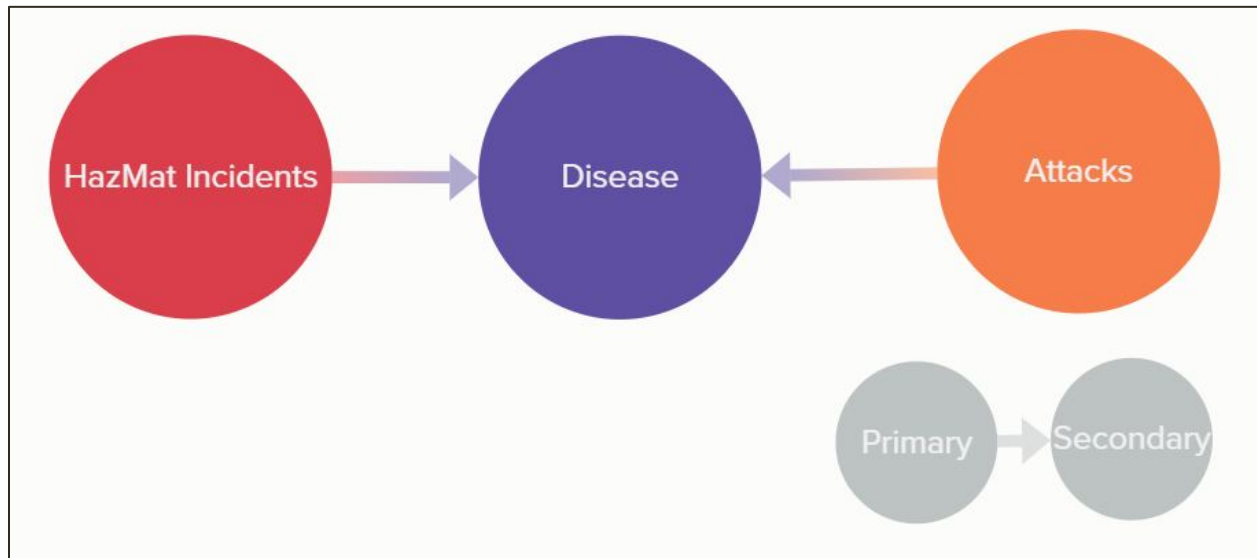 HazMat Incidents
Disease
Attacks
Primary
Secondary